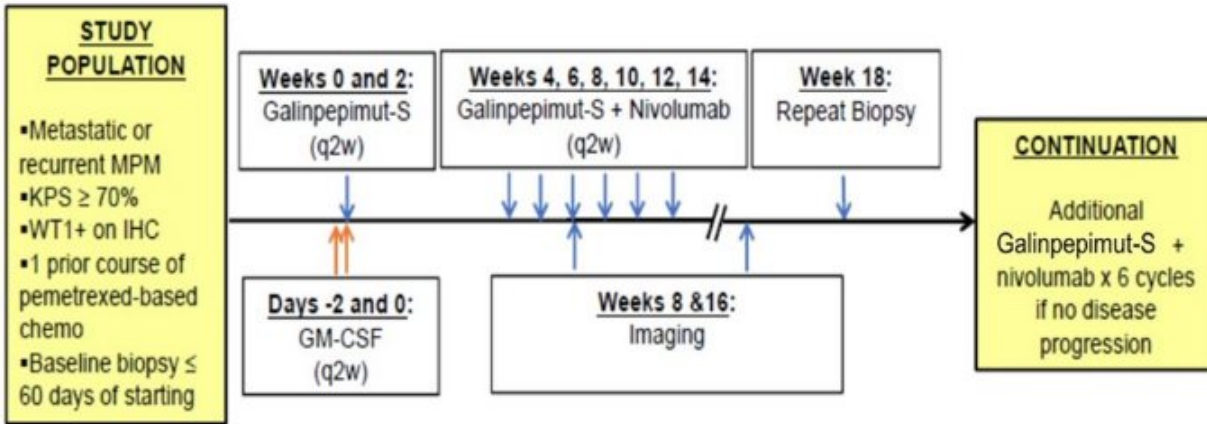 STUDY
POPULATION
▪Metastatic or
recurrent MPM
▪KPS ≥ 70%
▪WT1+ on IHC
▪1 prior course of
pemetrexed-based
chemo
▪Baseline biopsy ≤
60 days of starting
Weeks 0 and 2:
Galinpepimut-S
(q2w)
Weeks 4, 6, 8, 10, 12, 14:
Galinpepimut-S + Nivolumab
(q2w)
Week 18:
Repeat Biopsy
Days -2 and 0:
GM-CSF
(q2w)
Weeks 8 &16:
Imaging
CONTINUATION
Additional
Galinpepimut-S +
nivolumab x 6 cycles
if no disease
progression